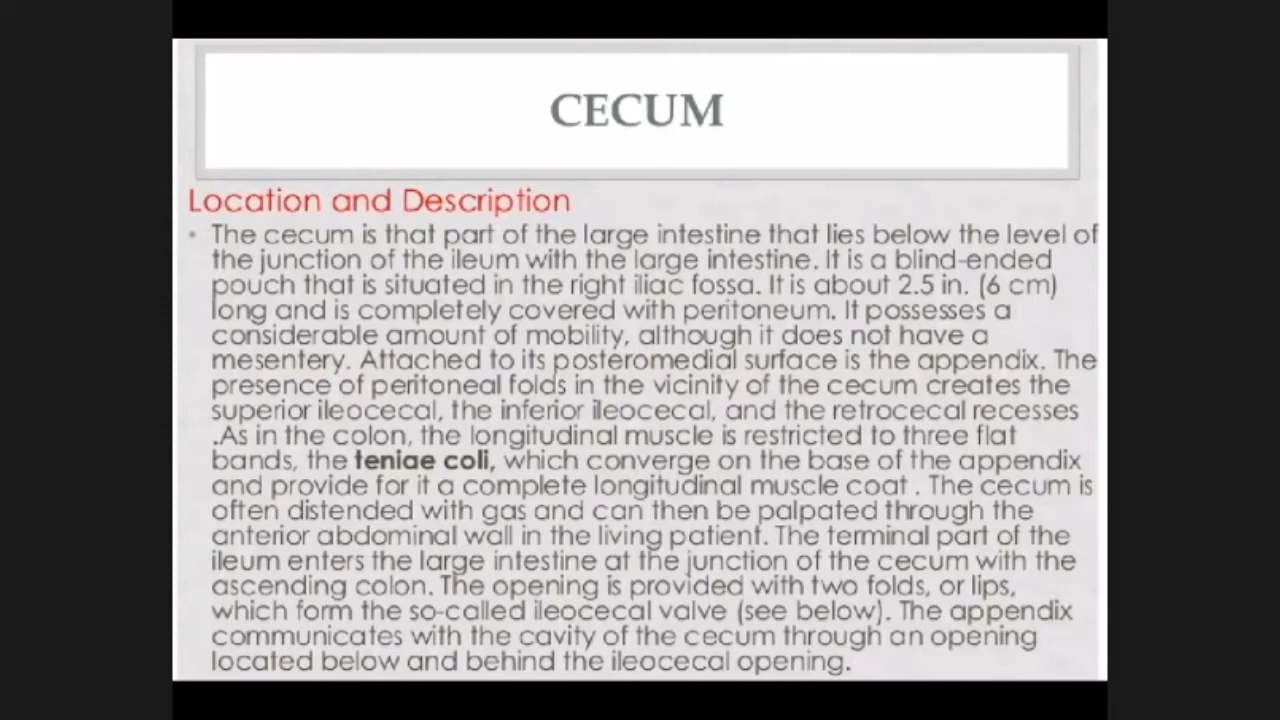 CECUM
Location and Description
• The cecum is that part of the large intestine that lies below the level of
the junction of the ileum with the large intestine. It is a blind-ended
pouch that is situated in the right iliac fossa. It is about 2.5 in. (6 cm)
long and is completely covered with peritoneum. It possesses a
considerable amount of mobility, although it does not have a
mesentery. Attached to its posteromedial surface is the appendix. The
presence of peritoneal folds in the vicinity of the cecum creates the
superior ileocecal, the inferior ileocecal, and the retrocecal recesses
.As in the colon, the longitudinal muscle is restricted to three flat
bands, the teniae coli, which converge on the base of the appendix
and provide for it a complete longitudinal muscle coat . The cecum is
often distended with gas and can then be palpated through the
anterior abdominal wall in the living patient. The terminal part of the
ileum enters the large intestine at the junction of the cecum with the
ascending colon. The opening is provided with two folds, or lips,
which form the so-called ileocecal valve (see below). The appendix
communicates with the cavity of the cecum through an opening
located below and behind the ileocecal opening.